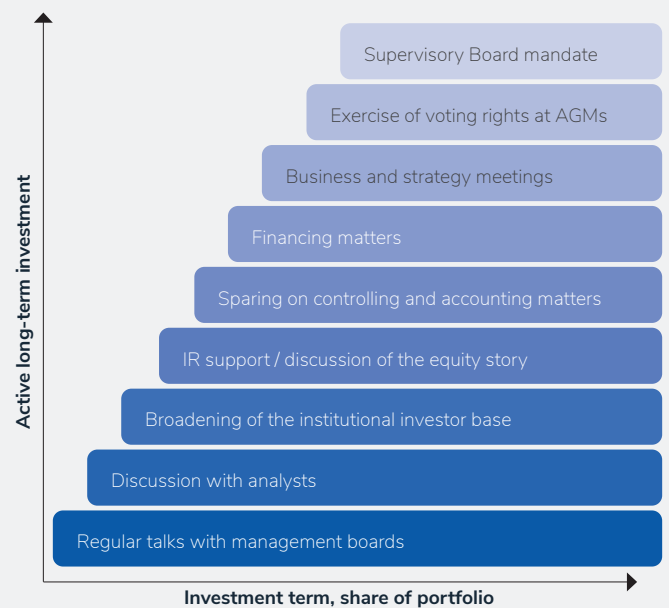 Supervisory Board mandate
Exercise of voting rights at AGMs
Business and strategy meetings
Financing matters
Sparing on controlling and accounting matters
IR support / discussion of the equity story
Broadening of the institutional investor base
Discussion with analysts
Regular talks with management boards
Active long-term investment
Investment term, share of portfolio